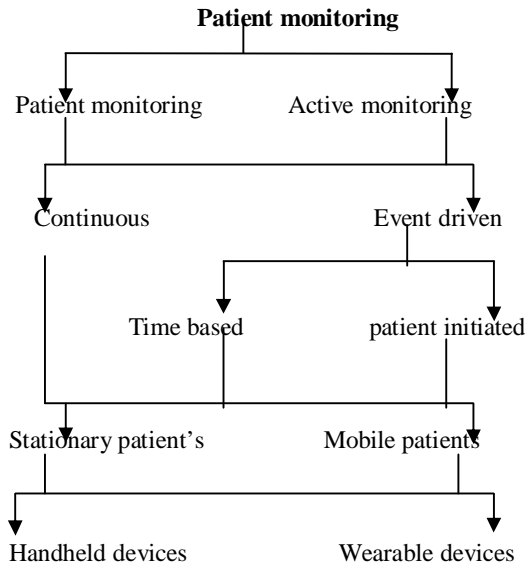 Patient monitoring
Patient monitoring Active monitoring
Continuous Event driven
Time based patient initiated
Stationary patient's Mobile patients
Handheld devices Wearable devices